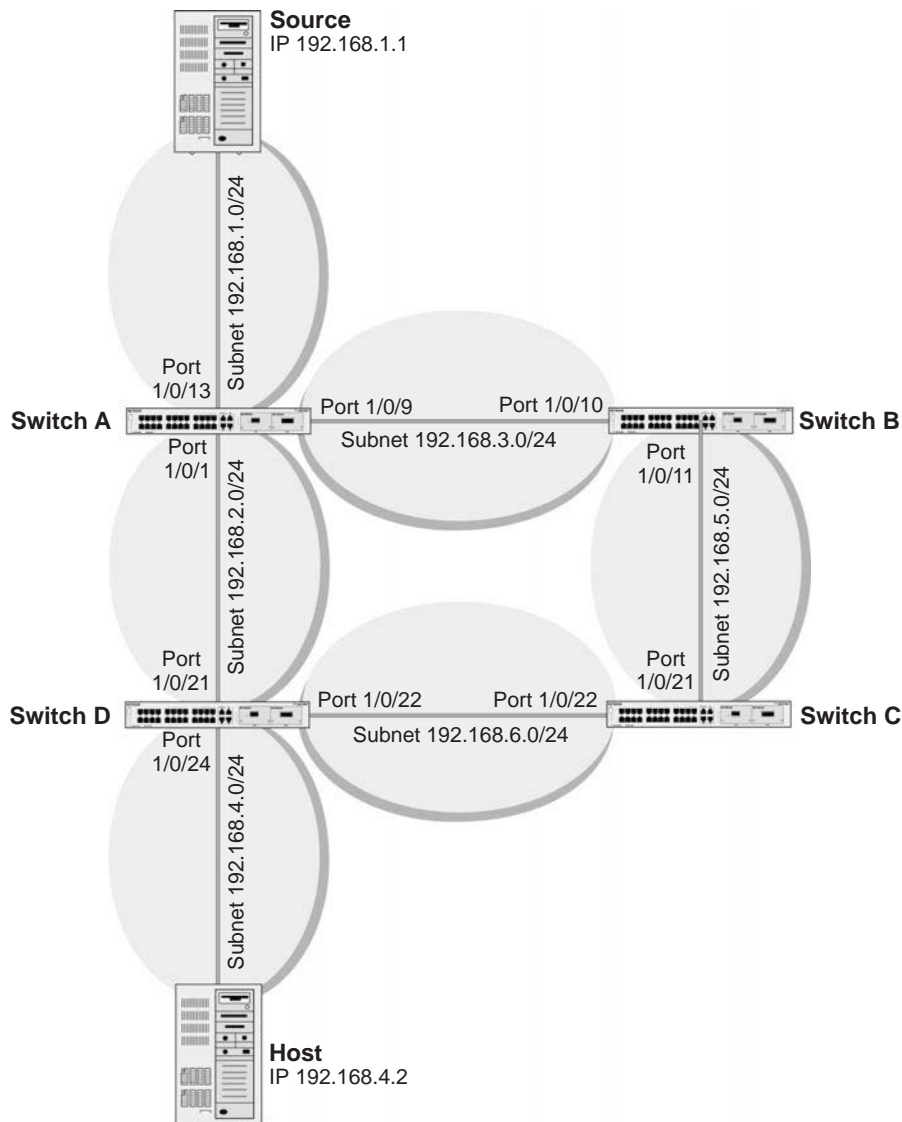 Source
IP 192.168.1.1
Subnet 192.168.1.0/24
Port
1/0/13
Switch A
Port 1/0/9
Port 1/0/10
Switch B
Subnet 192.168.3.0/24
Port
1/0/1
Port
1/0/11
Subnet 192.168.2.0/24
Subnet 192.168.5.0/24
Port
1/0/21
Port
1/0/21
Switch D
Port 1/0/22
Port 1/0/22
Switch C
Subnet 192.168.6.0/24
Port
1/0/24
Subnet 192.168.4.0/24
Host
IP 192.168.4.2